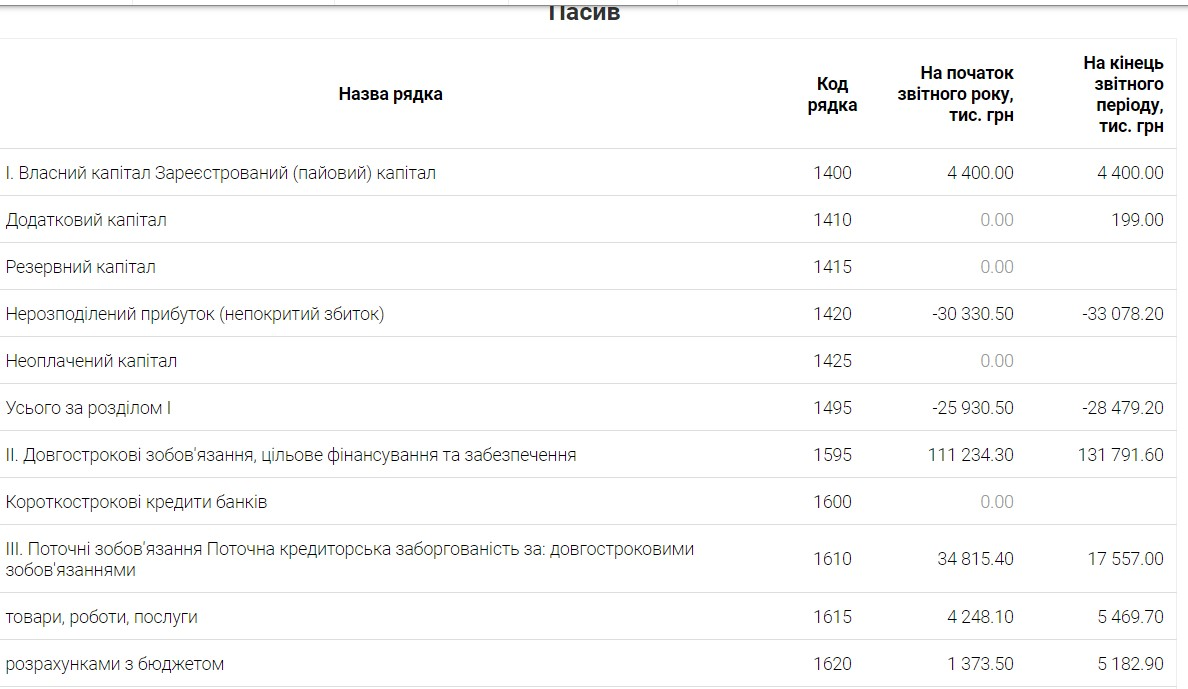 Пасив
Назва рядка
Код
рядка
На початок
звітного року,
тис. грн
На кінець
звітного
періоду,
тис. грн
І. Власний капітал Зареєстрований (пайовий) капітал 1400 4 400.00 4 400.00
Додатковий капітал 1410 0.00 199.00
Резервний капітал 1415 0.00
Нерозподілений прибуток (непокритий збиток) 1420 -30 330.50 -33 078.20
Неоплачений капітал 1425 0.00
Усього за розділом І 1495 -25 930.50 -28 479.20
ІІ. Довгострокові зобов'язання, цільове фінансування та забезпечення 1595 111 234.30 131 791.60
Короткострокові кредити банків 1600 0.00
ІІІ. Поточні зобов'язання Поточна кредиторська заборгованість за: довгостроковими
зобов'язаннями 1610 34 815.40 17 557.00
товари, роботи, послуги 1615 4 248.10 5 469.70
розрахунками з бюджетом 1620 1 373.50 5 182.90